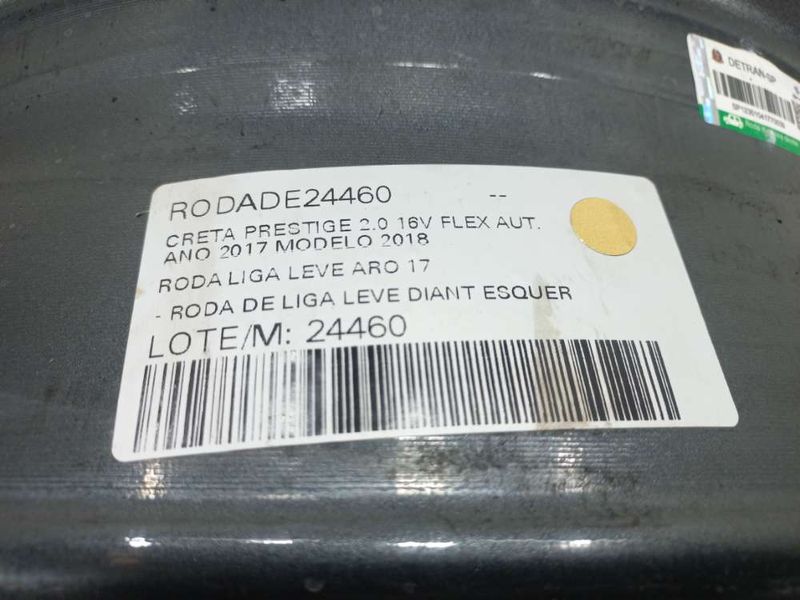 DETRAN-SP
RODADE24460 --
CRETA PRESTIGE 2.0 16V FLEX AUT.
ANO 2017 MODELO 2018
RODA LIGA LEVE ARO 17
- RODA DE LIGA LEVE DIANT ESQUER
LOTE/M: 24460